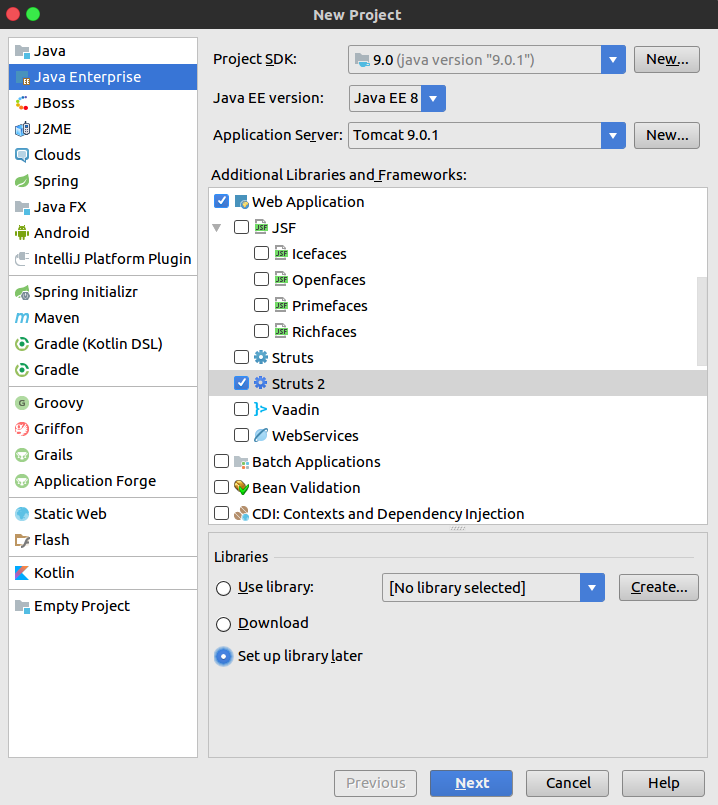 New Project
Java
Java Enterprise
JBoss
J2ME
Clouds
Spring
Java FX
Android
IntelliJ Platform Plugin
Spring Initializr
Maven
Gradle (Kotlin DSL)
Gradle
Groovy
Griffon
Grails
Application Forge
Static Web
Flash
Kotlin
Empty Project
Project SDK: 9.0 (java version "9.0.1") New...
Java EE version: Java EE 8
Application Server: Tomcat 9.0.1 New...
Additional Libraries and Frameworks:
Web Application
JSF
Icefaces
Openfaces
Primefaces
Richfaces
Struts
Struts 2
Vaadin
WebServices
Batch Applications
Bean Validation
CDI: Contexts and Dependency Injection
Libraries
Use library: [No library selected] Create...
Download
Set up library later
Previous Next Cancel Help